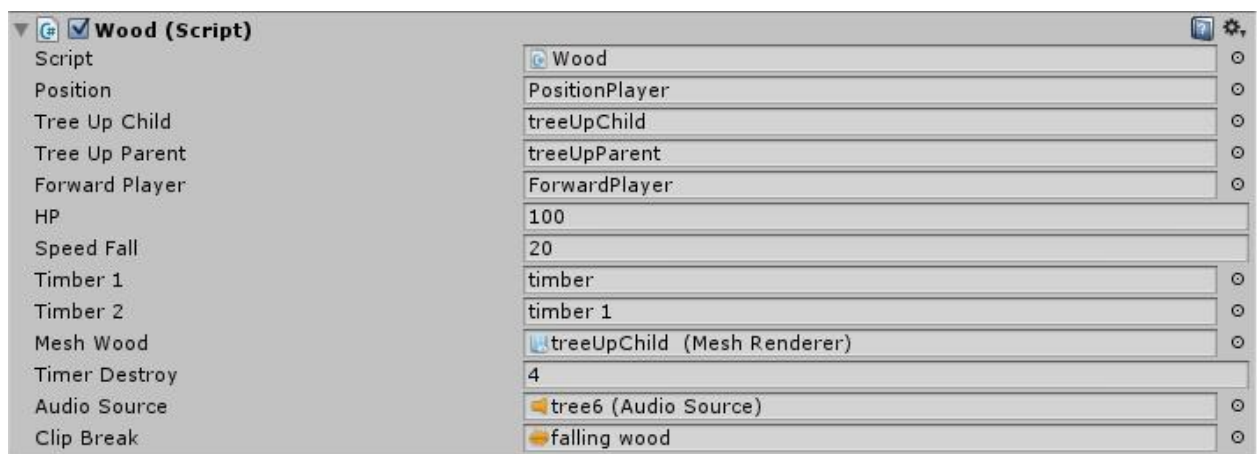 Wood (Script)
Script Wood
Position PositionPlayer
Tree Up Child treeUpChild
Tree Up Parent treeUpParent
Forward Player ForwardPlayer
HP 100
Speed Fall 20
Timber 1 timber
Timber 2 timber 1
Mesh Wood treeUpChild (Mesh Renderer)
Timer Destroy 4
Audio Source tree6 (Audio Source)
Clip Break falling wood